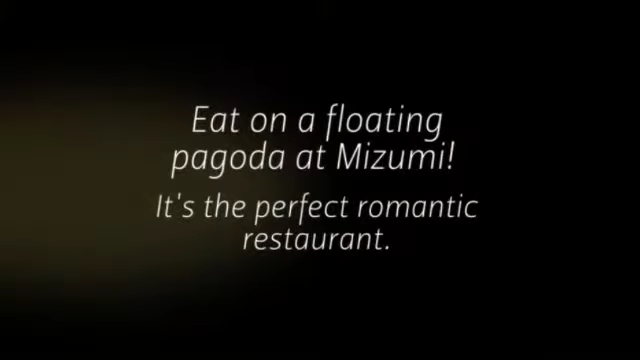 Eat on a floating
pagoda at Mizumi!
It's the perfect romantic
restaurant.